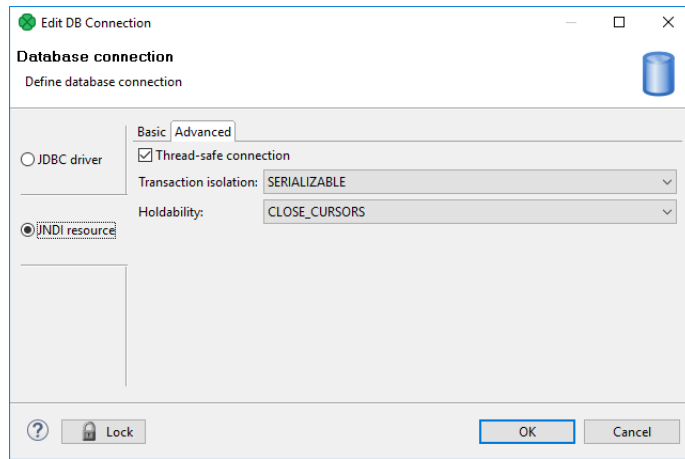 Edit DB Connection
Database connection
Define database connection
Basic Advanced
JDBC driver
Thread-safe connection
Transaction isolation: SERIALIZABLE
Holdability: CLOSE_CURSORS
JNDI resource
? Lock OK Cancel